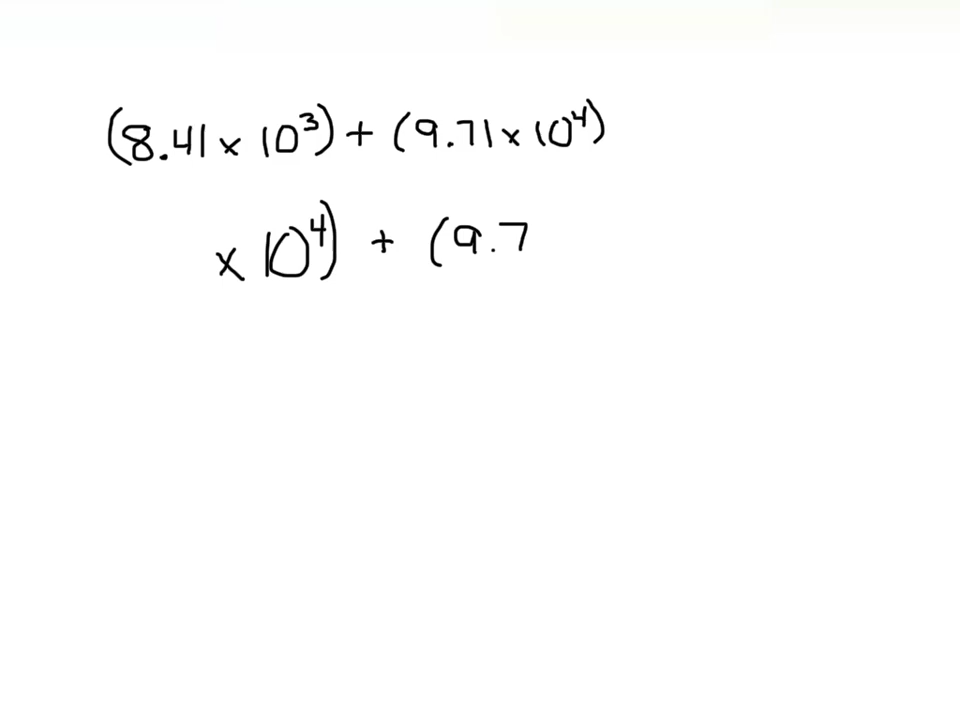 (8.41 × 10³) + (9.71 × 10⁴)
× 10⁴) + (9.7